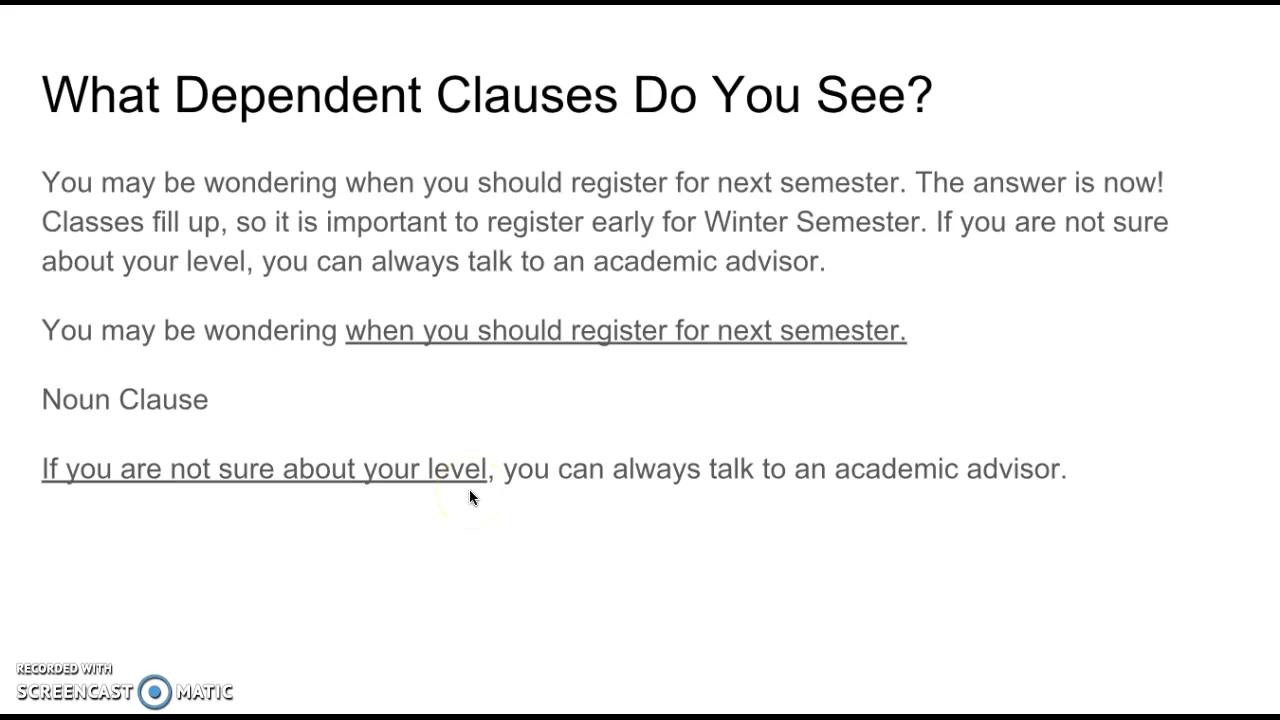 What Dependent Clauses Do You See?
You may be wondering when you should register for next semester. The answer is now!
Classes fill up, so it is important to register early for Winter Semester. If you are not sure
about your level, you can always talk to an academic advisor.
You may be wondering when you should register for next semester.
Noun Clause
If you are not sure about your level, you can always talk to an academic advisor.
RECORDED WITH
SCREENCAST MATIC